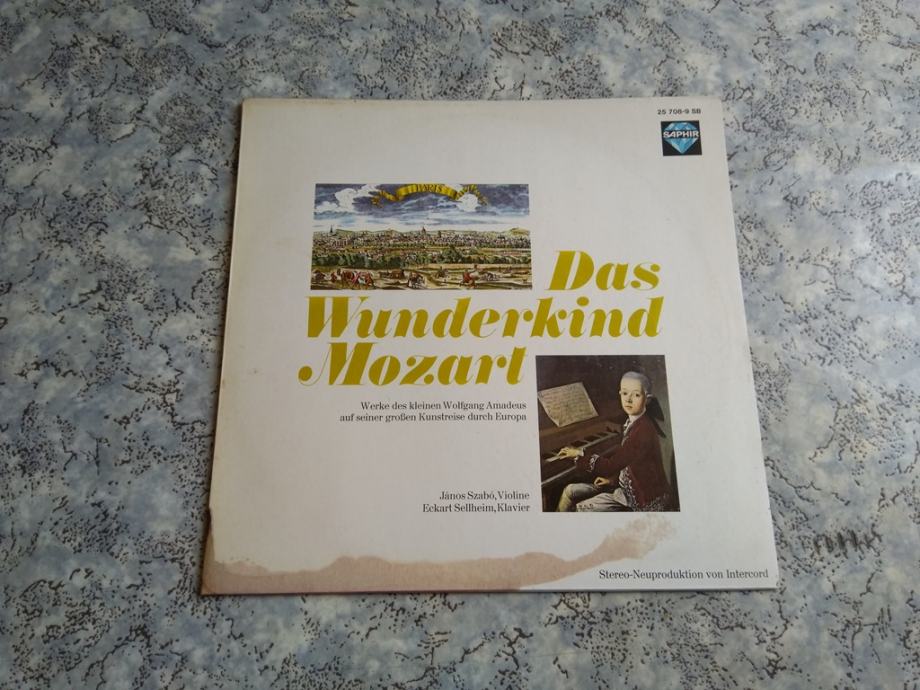 25 708-9 SB
SAPHIR
PARIS
Das
Wunderkind
Mozart
Werke des kleinen Wolfgang Amadeus
auf seiner großen Kunstreise durch Europa
János Szabó, Violine
Eckart Sellheim, Klavier
Stereo-Neuproduktion von Intercord